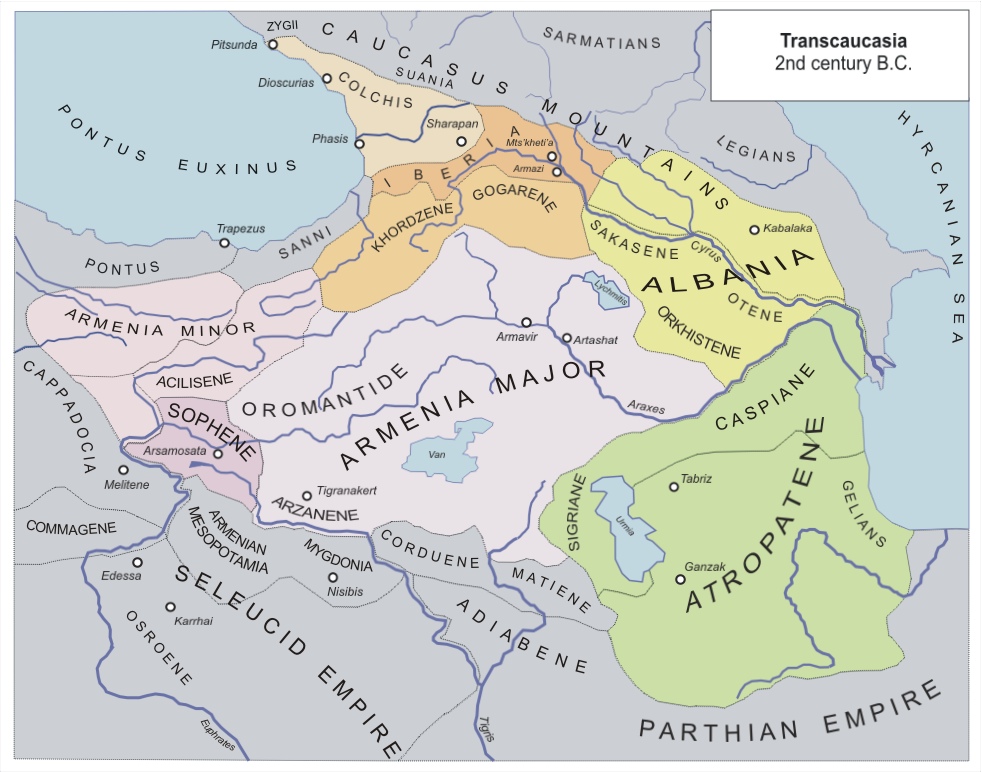 Transcaucasia
2nd century B.C.
ZYGII
Pitsunda
CAUCASUS MOUNTAINS
SARMATIANS
SUANIA
Dioscurias
COLCHIS
PONTUS EUXINUS
HYRCANIAN SEA
Phasis
Sharapan
LEGIANS
IBERIA
Mts'kheti'a
Armazi
KHORDZENE
GOGARENE
Trapezus
SANNI
PONTUS
SAKASENE
Cyrus
Kabalaka
ALBANIA
OTENE
ORKHISTENE
Lychnitis
ARMENIA MINOR
Armavir
Artashat
CAPPADOCIA
ACILISENE
OROMANTIDE
ARMENIA MAJOR
Araxes
CASPIANE
SOPHENE
Arsamosata
Van
Melitene
Tigranakert
ARZANENE
SIGRIANE
Urmia
Tabriz
ATROPATENE
GELIANS
COMMAGENE
ARMENIAN
MESOPOTAMIA
MYGDONIA
CORDUENE
MATIENE
Edessa
Nisibis
Ganzak
Karrhai
SELEUCID EMPIRE
ADIABENE
OSROENE
Euphrates
Tigris
PARTHIAN EMPIRE